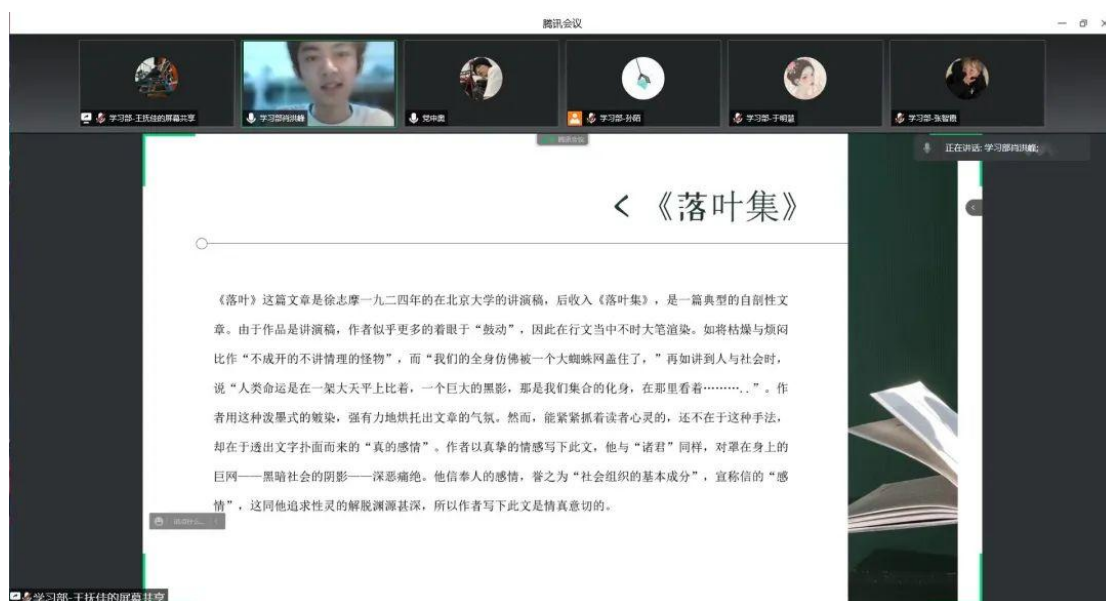 腾讯会议
学习部-王抚佳的屏幕共享
学习部肖洪峰
学习部-孙陌
学习部-于明慧
腾讯会议
正在讲话: 学习部肖洪峰;
《落叶集》
《落叶》这篇文章是徐志摩一九二四年的在北京大学的讲演稿，后收入《落叶集》，是一篇典型的自剖性文
章。由于作品是讲演稿，作者似乎更多的着眼于“鼓动”，因此在行文当中不时大笔渲染。如将枯燥与烦闷
比作“不成开的不讲情理的怪物”，而“我们的全身仿佛被一个大蜘蛛网盖住了，”再如讲到人与社会时，
说“人类命运是在一架大天平上比着，一个巨大的黑影，那是我们集合的化身，在那里看着………..”。作
者用这种泼墨式的皴染，强有力地烘托出文章的气氛。然而，能紧紧抓着读者心灵的，还不在于这种手法，
却在于透出文字扑面而来的“真的感情”。作者以真挚的情感写下此文，他与“诸君”同样，对罩在身上的
巨网——黑暗社会的阴影——深恶痛绝。他信奉人的感情，誉之为“社会组织的基本成分”，宣称信的“感
情”，这同他追求性灵的解脱渊源甚深，所以作者写下此文是情真意切的。
学习部-王抚佳的屏幕共享